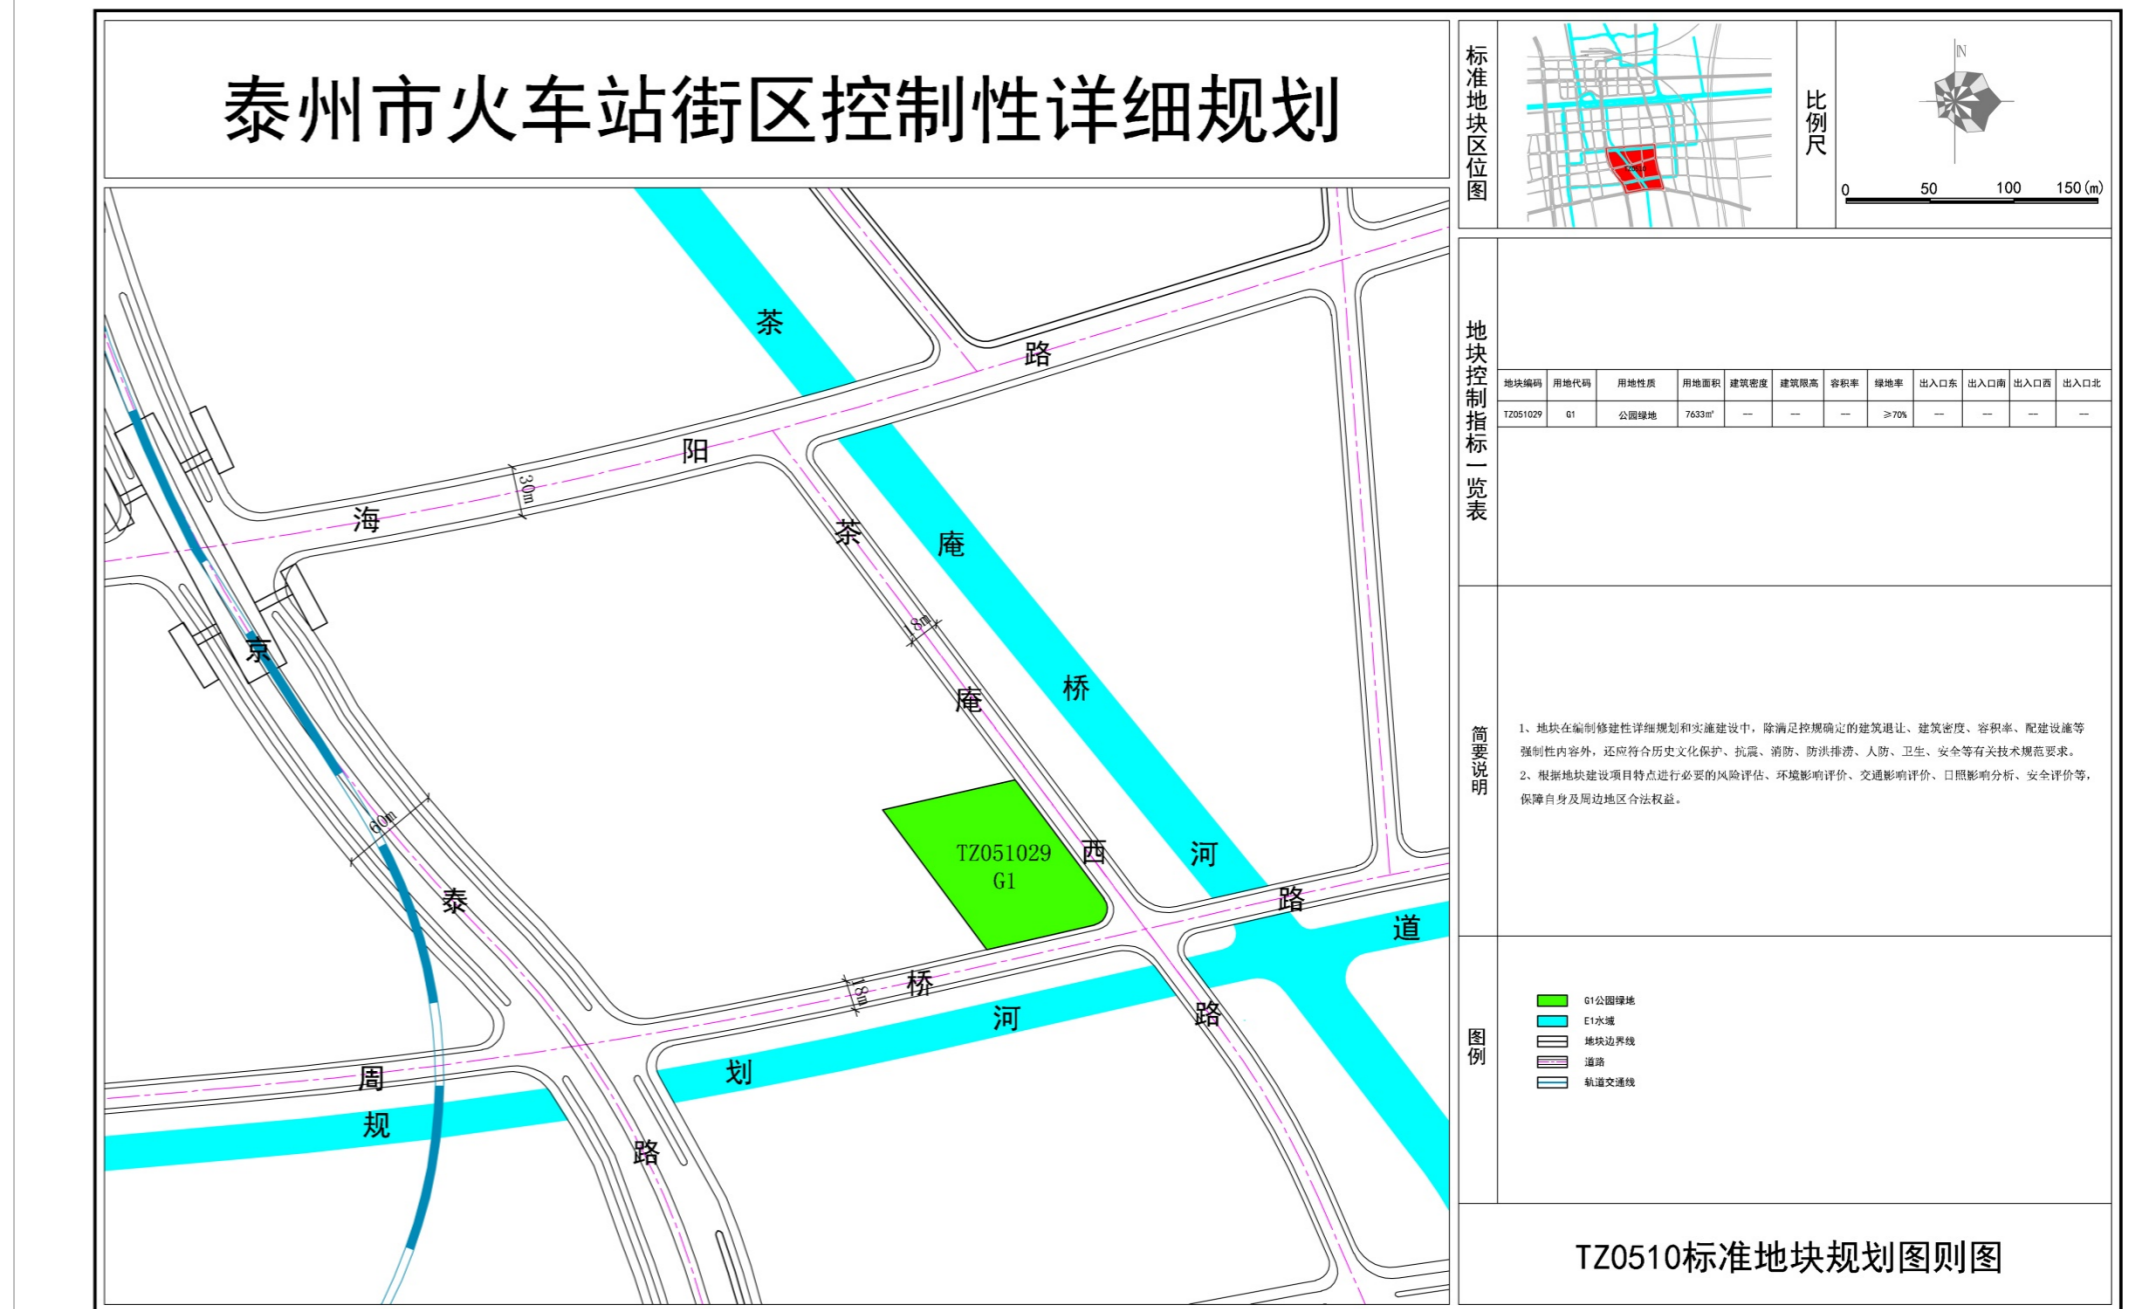 泰州市火车站街区控制性详细规划
标准地块区位图
比例尺
N
0 50 100 150(m)
茶庵桥河
海阳路
30m
茶庵西路
18m
京泰路
60m
TZ051029
G1
周桥路
18m
规划河道
地块控制指标一览表
地块编码 用地代码 用地性质 用地面积 建筑密度 建筑限高 容积率 绿地率 出入口东 出入口南 出入口西 出入口北
TZ051029 G1 公园绿地 7633㎡ — — — ≥70% — — — —
简要说明
1、地块在编制修建性详细规划和实施建设中，除满足控规确定的建筑退让、建筑密度、容积率、配建设施等
强制性内容外，还应符合历史文化保护、抗震、消防、防洪排涝、人防、卫生、安全等有关技术规范要求。
2、根据地块建设项目特点进行必要的风险评估、环境影响评价、交通影响评价、日照影响分析、安全评价等，
保障自身及周边地区合法权益。
图例
G1公园绿地
E1水域
地块边界线
道路
轨道交通线
TZ0510标准地块规划图则图